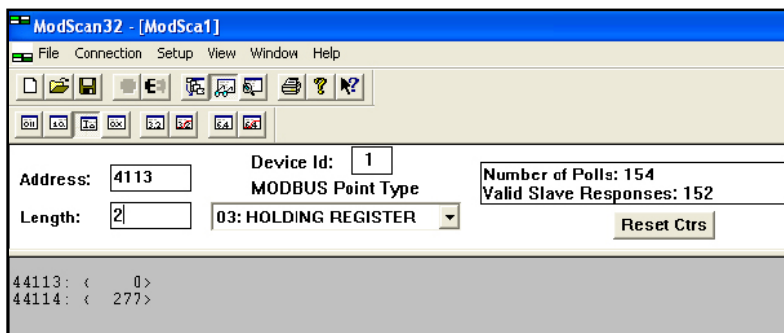 ModScan32 - [ModSca1]
File Connection Setup View Window Help
Address: 4113
Device Id: 1
MODBUS Point Type
Length: 2
03: HOLDING REGISTER
Number of Polls: 154
Valid Slave Responses: 152
Reset Ctrs
44113: < 0>
44114: < 277>